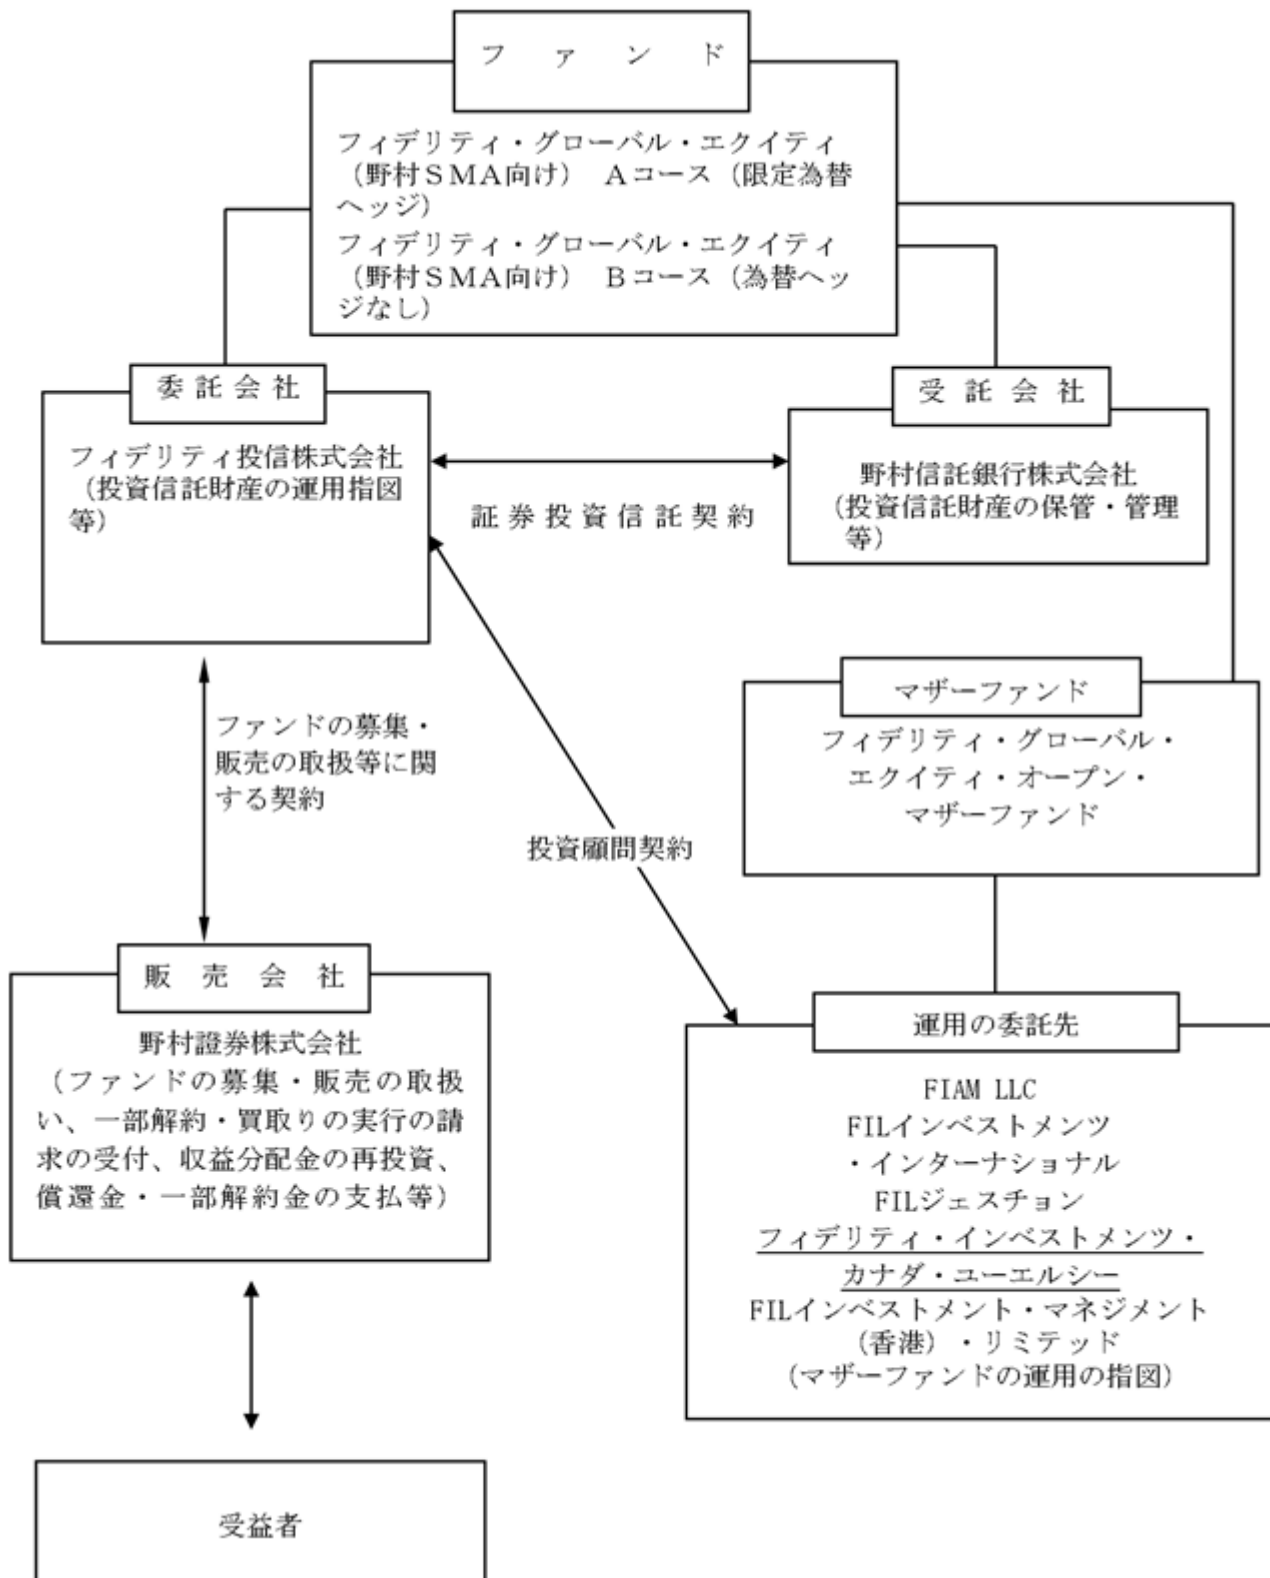 ファンド
フィデリティ・グローバル・エクイティ
（野村ＳＭＡ向け）　Ａコース（限定為替
ヘッジ）
フィデリティ・グローバル・エクイティ
（野村ＳＭＡ向け）　Ｂコース（為替ヘッ
ジなし）
委託会社
フィデリティ投信株式会社
（投資信託財産の運用指図
等）
証券投資信託契約
受託会社
野村信託銀行株式会社
（投資信託財産の保管・管理
等）
ファンドの募集・
販売の取扱等に関
する契約
投資顧問契約
マザーファンド
フィデリティ・グローバル・
エクイティ・オープン・
マザーファンド
販売会社
野村證券株式会社
（ファンドの募集・販売の取扱
い、一部解約・買取りの実行の請
求の受付、収益分配金の再投資、
償還金・一部解約金の支払等）
運用の委託先
FIAM LLC
FILインベストメンツ
・インターナショナル
FILジェスチョン
フィデリティ・インベストメンツ・
カナダ・ユーエルシー
FILインベストメント・マネジメント
（香港）・リミテッド
（マザーファンドの運用の指図）
受益者